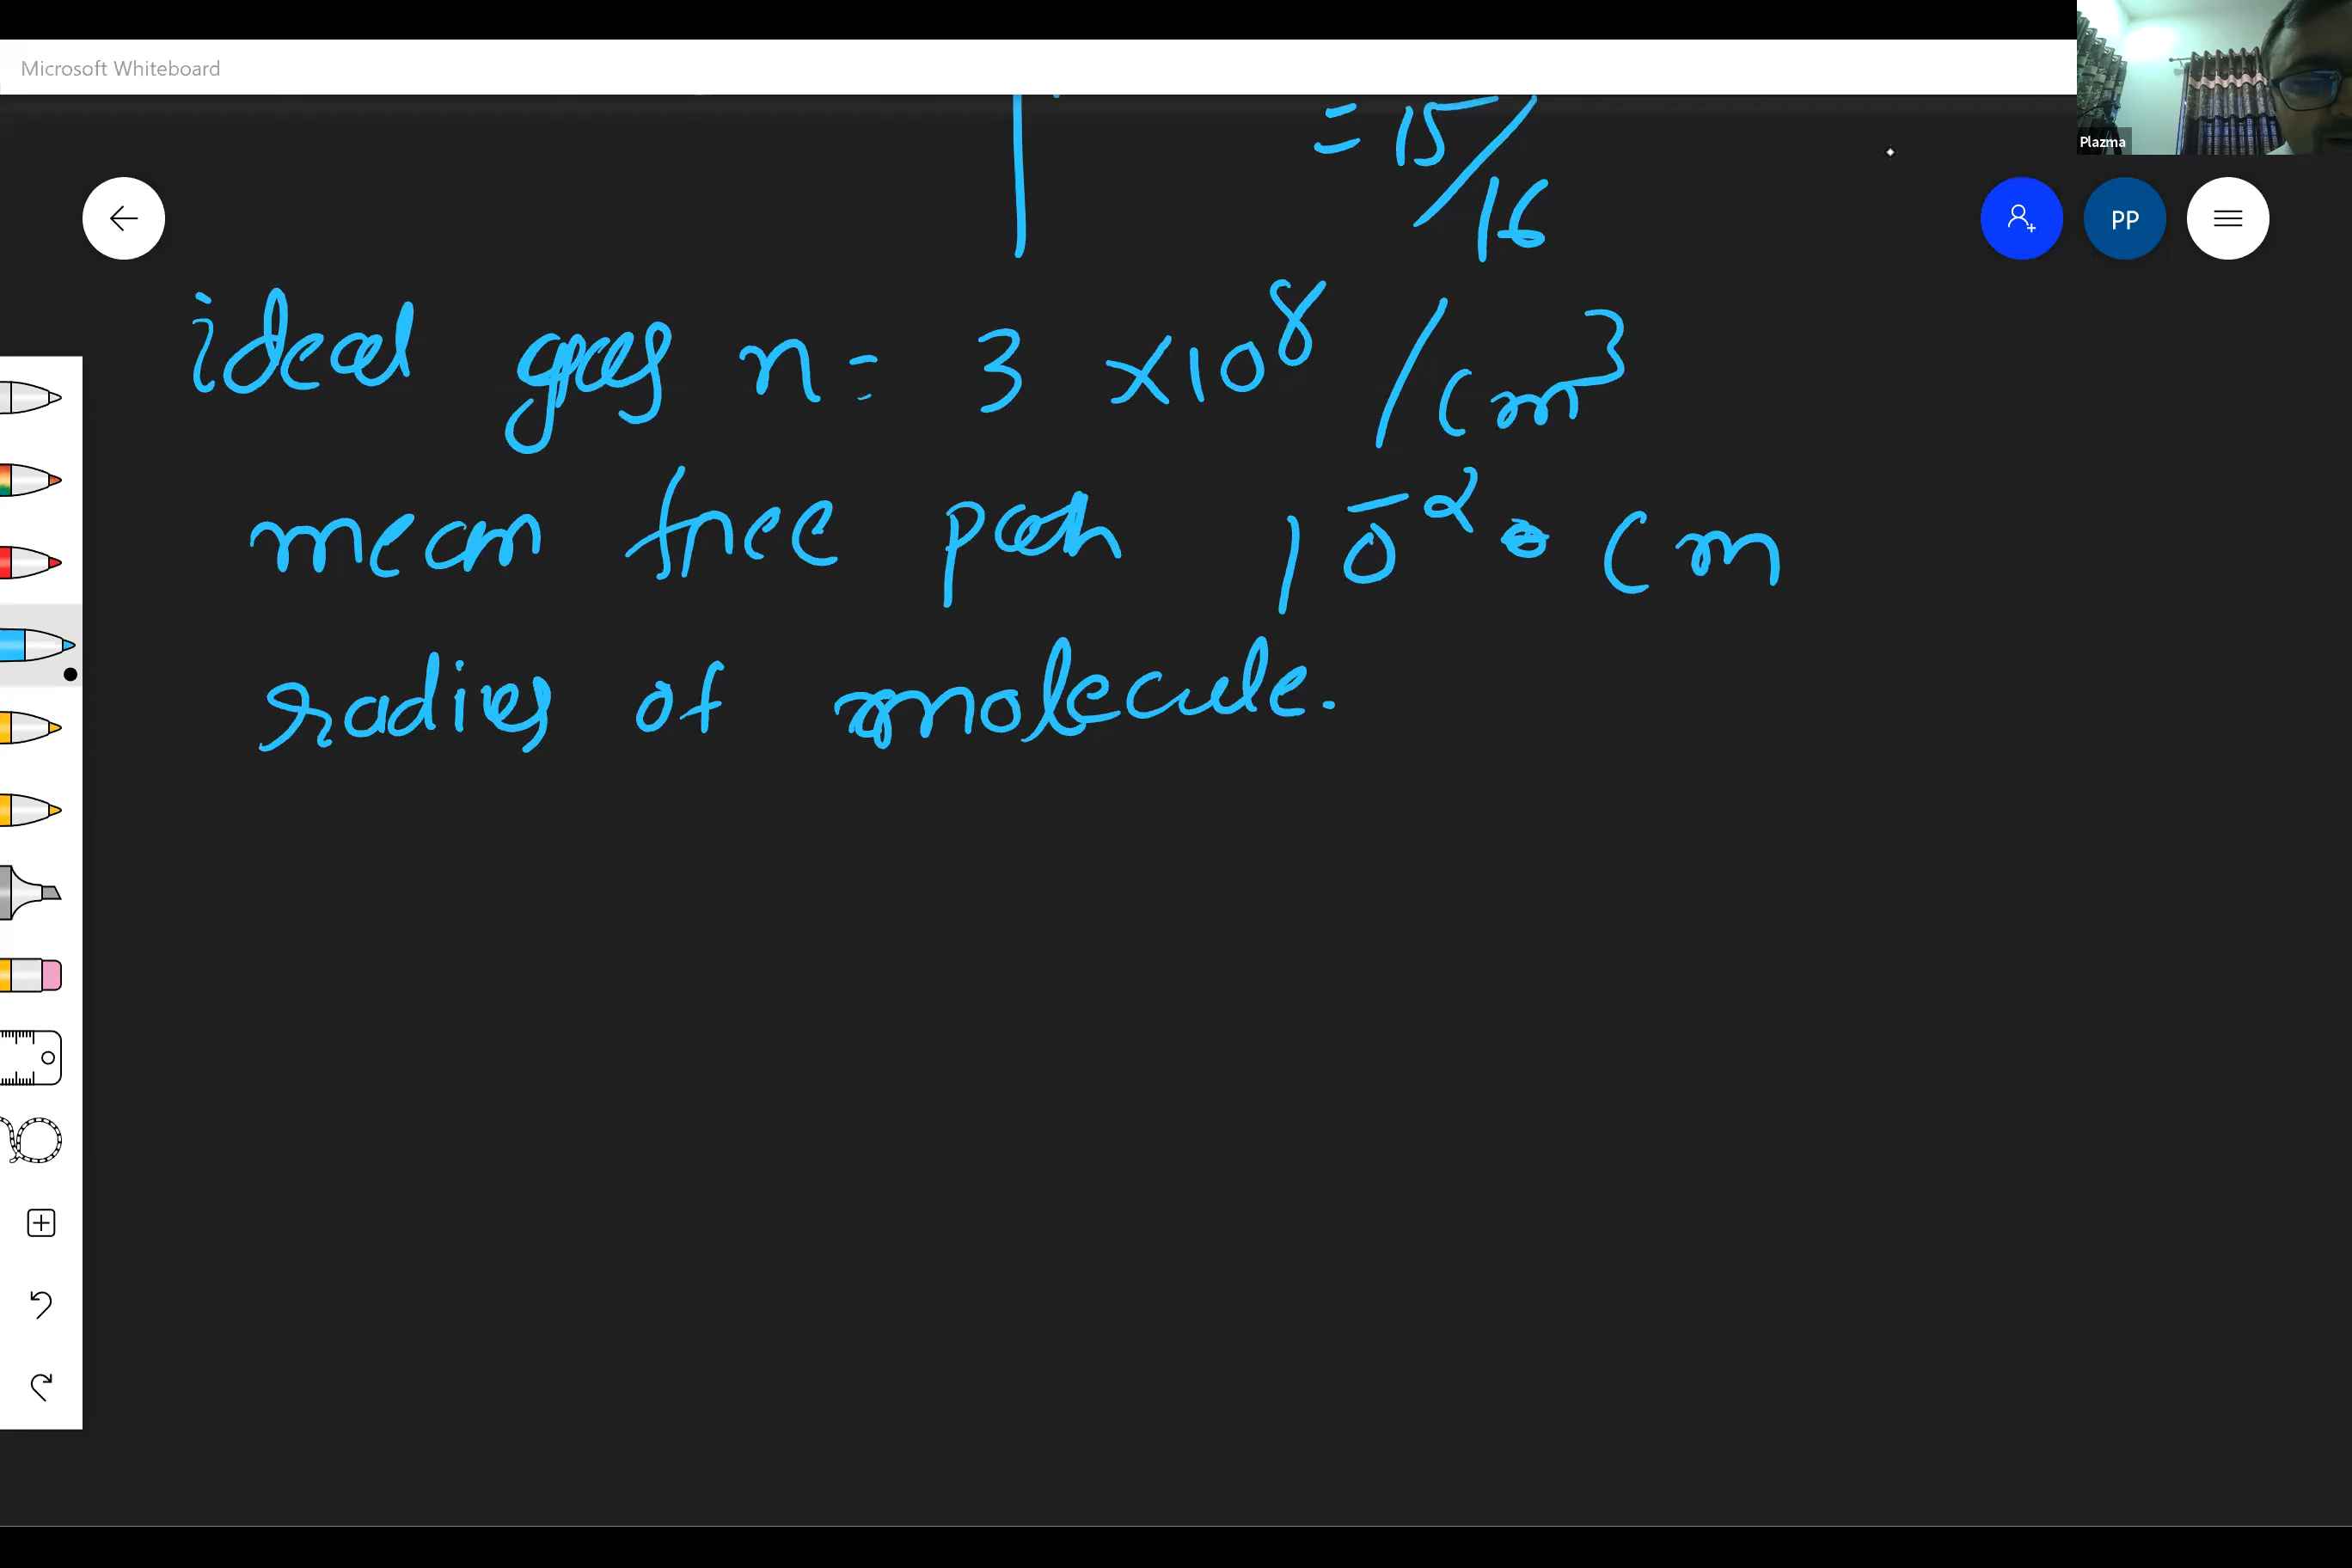 Microsoft Whiteboard
Plazma
= 15/16
PP
ideal gas n = 3 × 10⁸ / cm³
mean free path 10⁻² cm
radius of molecule.